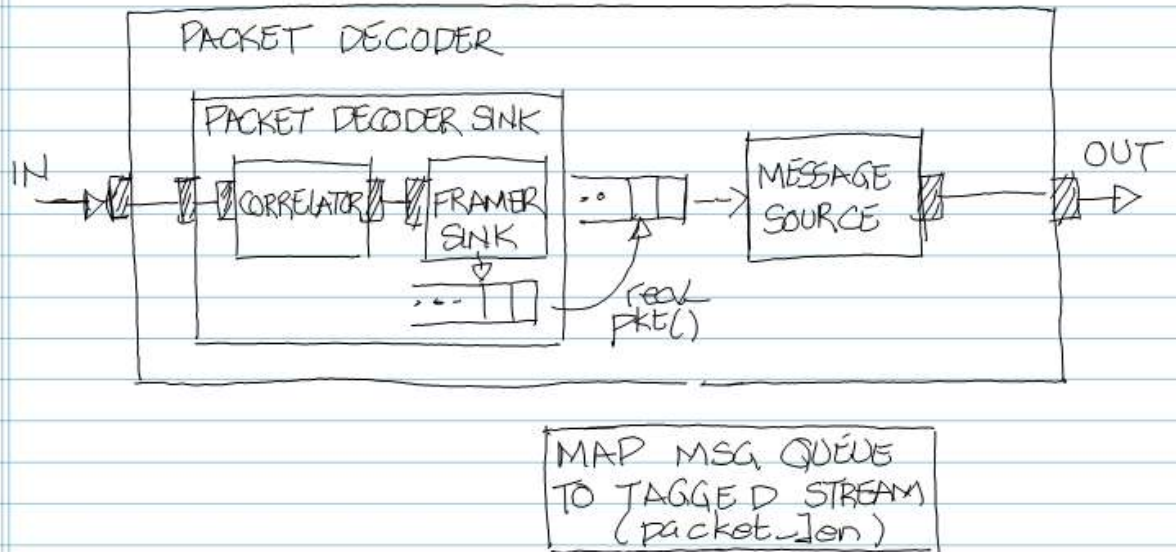 PACKET DECODER
PACKET DECODER SINK
IN
CORRELATOR
FRAMER
SINK
MESSAGE
SOURCE
OUT
pkt()
MAP MSG QUEUE
TO TAGGED STREAM
(packet_len)